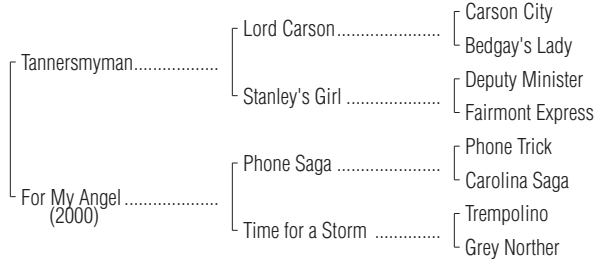 Carson City
Lord Carson
Bedgay's Lady
Tannersmyman
Deputy Minister
Stanley's Girl
Fairmont Express
Phone Trick
Phone Saga
Carolina Saga
For My Angel
(2000)
Trempolino
Time for a Storm
Grey Norther